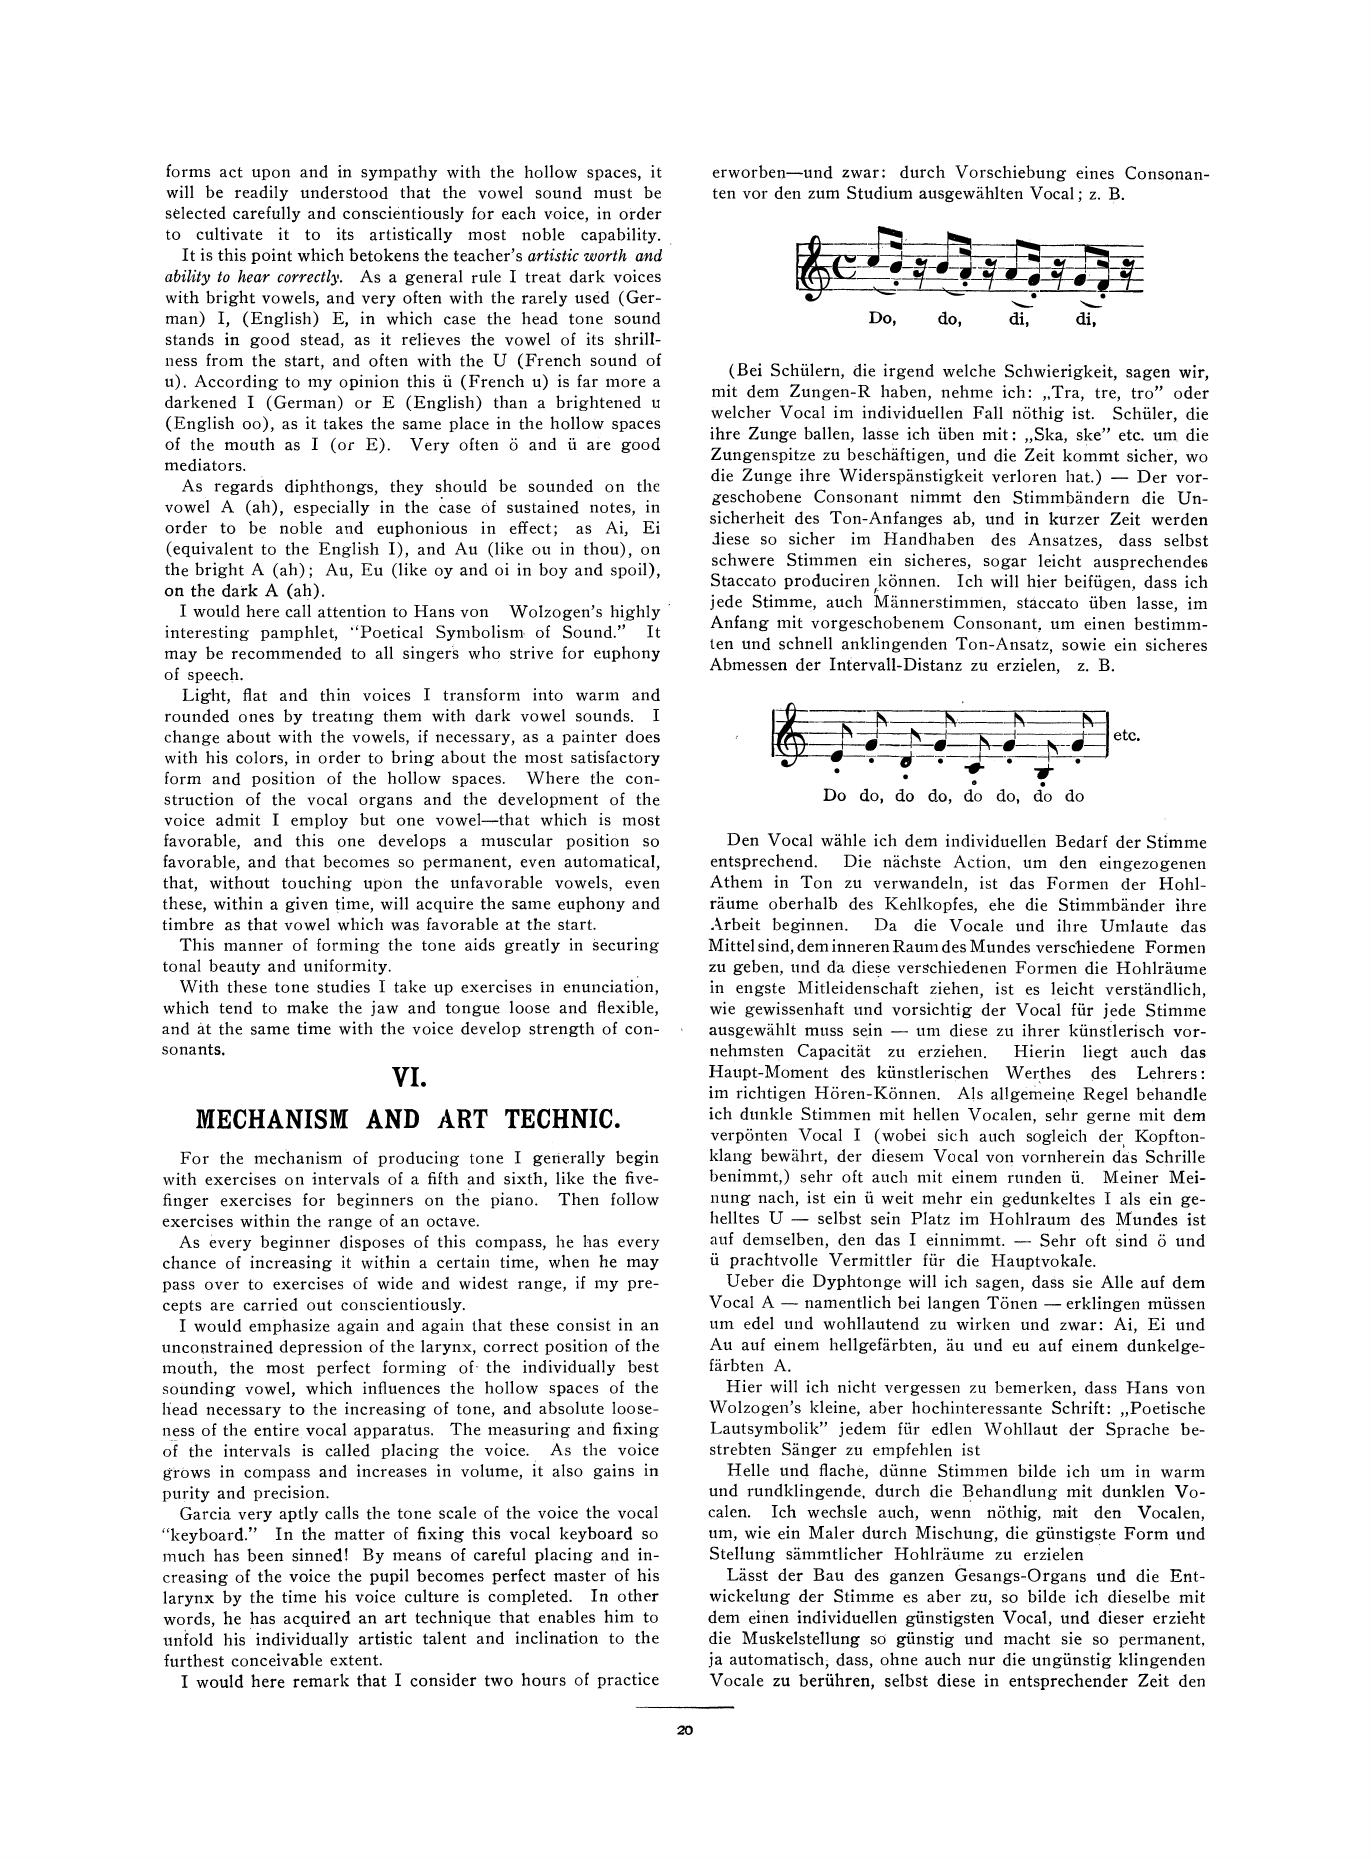 forms act upon and in sympathy with the hollow spaces, it
will be readily understood that the vowel sound must be
selected carefully and conscientiously for each voice, in order
to cultivate it to its artistically most noble capability.
It is this point which betokens the teacher's artistic worth and
ability to hear correctly. As a general rule I treat dark voices
with bright vowels, and very often with the rarely used (Ger-
man) I, (English) E, in which case the head tone sound
stands in good stead, as it relieves the vowel of its shrill-
ness from the start, and often with the U (French sound of
u). According to my opinion this ü (French u) is far more a
darkened I (German) or E (English) than a brightened u
(English oo), as it takes the same place in the hollow spaces
of the mouth as I (or E). Very often ö and ü are good
mediators.
As regards diphthongs, they should be sounded on the
vowel A (ah), especially in the case of sustained notes, in
order to be noble and euphonious in effect; as Ai, Ei
(equivalent to the English I), and Au (like ou in thou), on
the bright A (ah); Au, Eu (like oy and oi in boy and spoil),
on the dark A (ah).
I would here call attention to Hans von Wolzogen's highly
interesting pamphlet, "Poetical Symbolism of Sound." It
may be recommended to all singers who strive for euphony
of speech.
Light, flat and thin voices I transform into warm and
rounded ones by treating them with dark vowel sounds. I
change about with the vowels, if necessary, as a painter does
with his colors, in order to bring about the most satisfactory
form and position of the hollow spaces. Where the con-
struction of the vocal organs and the development of the
voice admit I employ but one vowel—that which is most
favorable, and this one develops a muscular position so
favorable, and that becomes so permanent, even automatical,
that, without touching upon the unfavorable vowels, even
these, within a given time, will acquire the same euphony and
timbre as that vowel which was favorable at the start.
This manner of forming the tone aids greatly in securing
tonal beauty and uniformity.
With these tone studies I take up exercises in enunciation,
which tend to make the jaw and tongue loose and flexible,
and at the same time with the voice develop strength of con-
sonants.
VI.
MECHANISM AND ART TECHNIC.
For the mechanism of producing tone I generally begin
with exercises on intervals of a fifth and sixth, like the five-
finger exercises for beginners on the piano. Then follow
exercises within the range of an octave.
As every beginner disposes of this compass, he has every
chance of increasing it within a certain time, when he may
pass over to exercises of wide and widest range, if my pre-
cepts are carried out conscientiously.
I would emphasize again and again that these consist in an
unconstrained depression of the larynx, correct position of the
mouth, the most perfect forming of the individually best
sounding vowel, which influences the hollow spaces of the
head necessary to the increasing of tone, and absolute loose-
ness of the entire vocal apparatus. The measuring and fixing
of the intervals is called placing the voice. As the voice
grows in compass and increases in volume, it also gains in
purity and precision.
Garcia very aptly calls the tone scale of the voice the vocal
"keyboard." In the matter of fixing this vocal keyboard so
much has been sinned! By means of careful placing and in-
creasing of the voice the pupil becomes perfect master of his
larynx by the time his voice culture is completed. In other
words, he has acquired an art technique that enables him to
unfold his individually artistic talent and inclination to the
furthest conceivable extent.
I would here remark that I consider two hours of practice
erworben—und zwar: durch Vorschiebung eines Consonan-
ten vor den zum Studium ausgewählten Vocal; z. B.
Do, do, di, di,
(Bei Schülern, die irgend welche Schwierigkeit, sagen wir,
mit dem Zungen-R haben, nehme ich: „Tra, tre, tro" oder
welcher Vocal im individuellen Fall nöthig ist. Schüler, die
ihre Zunge ballen, lasse ich üben mit: „Ska, ske" etc. um die
Zungenspitze zu beschäftigen, und die Zeit kommt sicher, wo
die Zunge ihre Widerspänstigkeit verloren hat.) — Der vor-
geschobene Consonant nimmt den Stimmbändern die Un-
sicherheit des Ton-Anfanges ab, und in kurzer Zeit werden
diese so sicher im Handhaben des Ansatzes, dass selbst
schwere Stimmen ein sicheres, sogar leicht ausprechendes
Staccato produciren können. Ich will hier beifügen, dass ich
jede Stimme, auch Männerstimmen, staccato üben lasse, im
Anfang mit vorgeschobenem Consonant, um einen bestimm-
ten und schnell anklingenden Ton-Ansatz, sowie ein sicheres
Abmessen der Intervall-Distanz zu erzielen, z. B.
etc.
Do do, do do, do do, do do
Den Vocal wähle ich dem individuellen Bedarf der Stimme
entsprechend. Die nächste Action, um den eingezogenen
Athem in Ton zu verwandeln, ist das Formen der Hohl-
räume oberhalb des Kehlkopfes, ehe die Stimmbänder ihre
Arbeit beginnen. Da die Vocale und ihre Umlaute das
Mittel sind, dem inneren Raum des Mundes verschiedene Formen
zu geben, und da diese verschiedenen Formen die Hohlräume
in engste Mitleidenschaft ziehen, ist es leicht verständlich,
wie gewissenhaft und vorsichtig der Vocal für jede Stimme
ausgewählt muss sein — um diese zu ihrer künstlerisch vor-
nehmsten Capacität zu erziehen. Hierin liegt auch das
Haupt-Moment des künstlerischen Werthes des Lehrers:
im richtigen Hören-Können. Als allgemeine Regel behandle
ich dunkle Stimmen mit hellen Vocalen, sehr gerne mit dem
verpönten Vocal I (wobei sich auch sogleich der Kopfton-
klang bewährt, der diesem Vocal von vornherein das Schrille
benimmt,) sehr oft auch mit einem runden ü. Meiner Mei-
nung nach, ist ein ü weit mehr ein gedunkeltes I als ein ge-
helltes U — selbst sein Platz im Hohlraum des Mundes ist
auf demselben, den das I einnimmt. — Sehr oft sind ö und
ü prachtvolle Vermittler für die Hauptvokale.
Ueber die Dyphtonge will ich sagen, dass sie Alle auf dem
Vocal A — namentlich bei langen Tönen — erklingen müssen
um edel und wohllautend zu wirken und zwar: Ai, Ei und
Au auf einem hellgefärbten, äu und eu auf einem dunkelge-
färbten A.
Hier will ich nicht vergessen zu bemerken, dass Hans von
Wolzogen's kleine, aber hochinteressante Schrift: „Poetische
Lautsymbolik" jedem für edlen Wohllaut der Sprache be-
strebten Sänger zu empfehlen ist
Helle und flache, dünne Stimmen bilde ich um in warm
und rundklingende, durch die Behandlung mit dunklen Vo-
calen. Ich wechsle auch, wenn nöthig, mit den Vocalen,
um, wie ein Maler durch Mischung, die günstigste Form und
Stellung sämmtlicher Hohlräume zu erzielen
Lässt der Bau des ganzen Gesangs-Organs und die Ent-
wickelung der Stimme es aber zu, so bilde ich dieselbe mit
dem einen individuellen günstigsten Vocal, und dieser erzieht
die Muskelstellung so günstig und macht sie so permanent,
ja automatisch, dass, ohne auch nur die ungünstig klingenden
Vocale zu berühren, selbst diese in entsprechender Zeit den
20